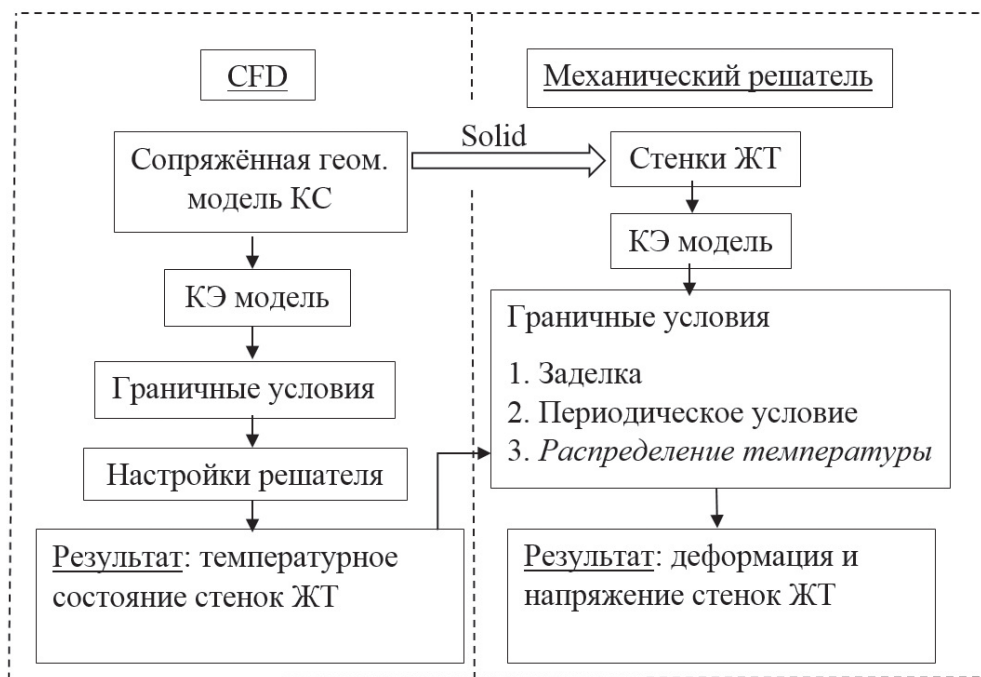 CFD
Сопряжённая геом.
модель КС
КЭ модель
Граничные условия
Настройки решателя
Результат: температурное
состояние стенок ЖТ
Solid
Механический решатель
Стенки ЖТ
КЭ модель
Граничные условия
1. Заделка
2. Периодическое условие
3. Распределение температуры
Результат: деформация и
напряжение стенок ЖТ